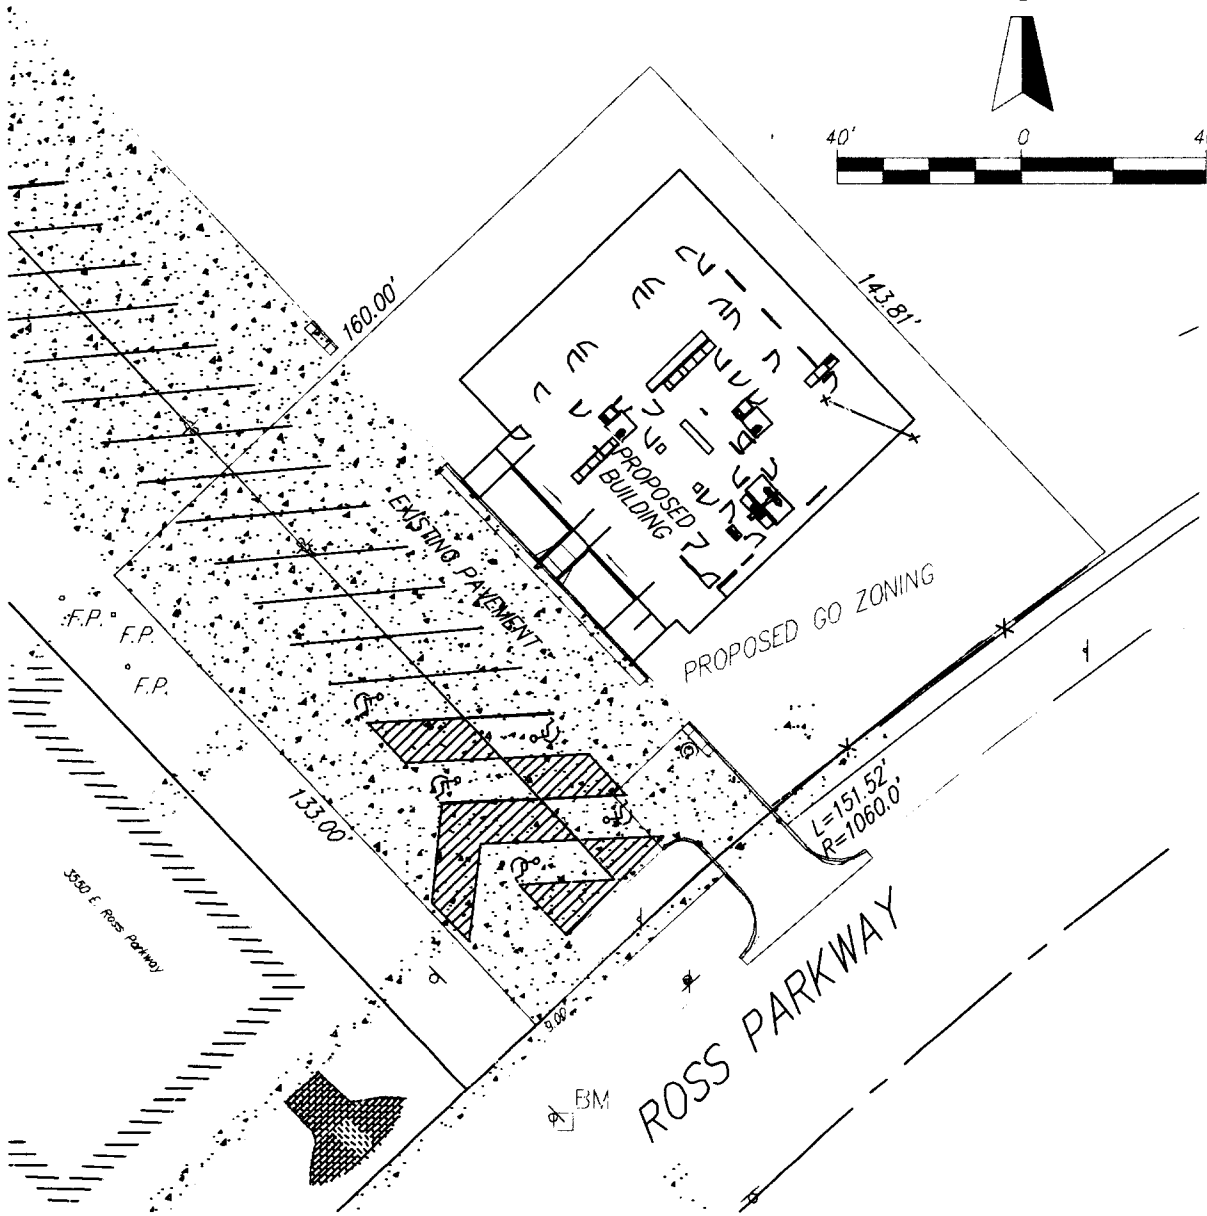 40'
0
4
160.00'
143.81'
PROPOSED
BUILDING
EXISTING PAVEMENT
PROPOSED GO ZONING
F.P.
F.P.
F.P.
133.00'
L=151.52'
R=1060.0'
3550 E. Ross Parkway
9.00'
ROSS PARKWAY
BM